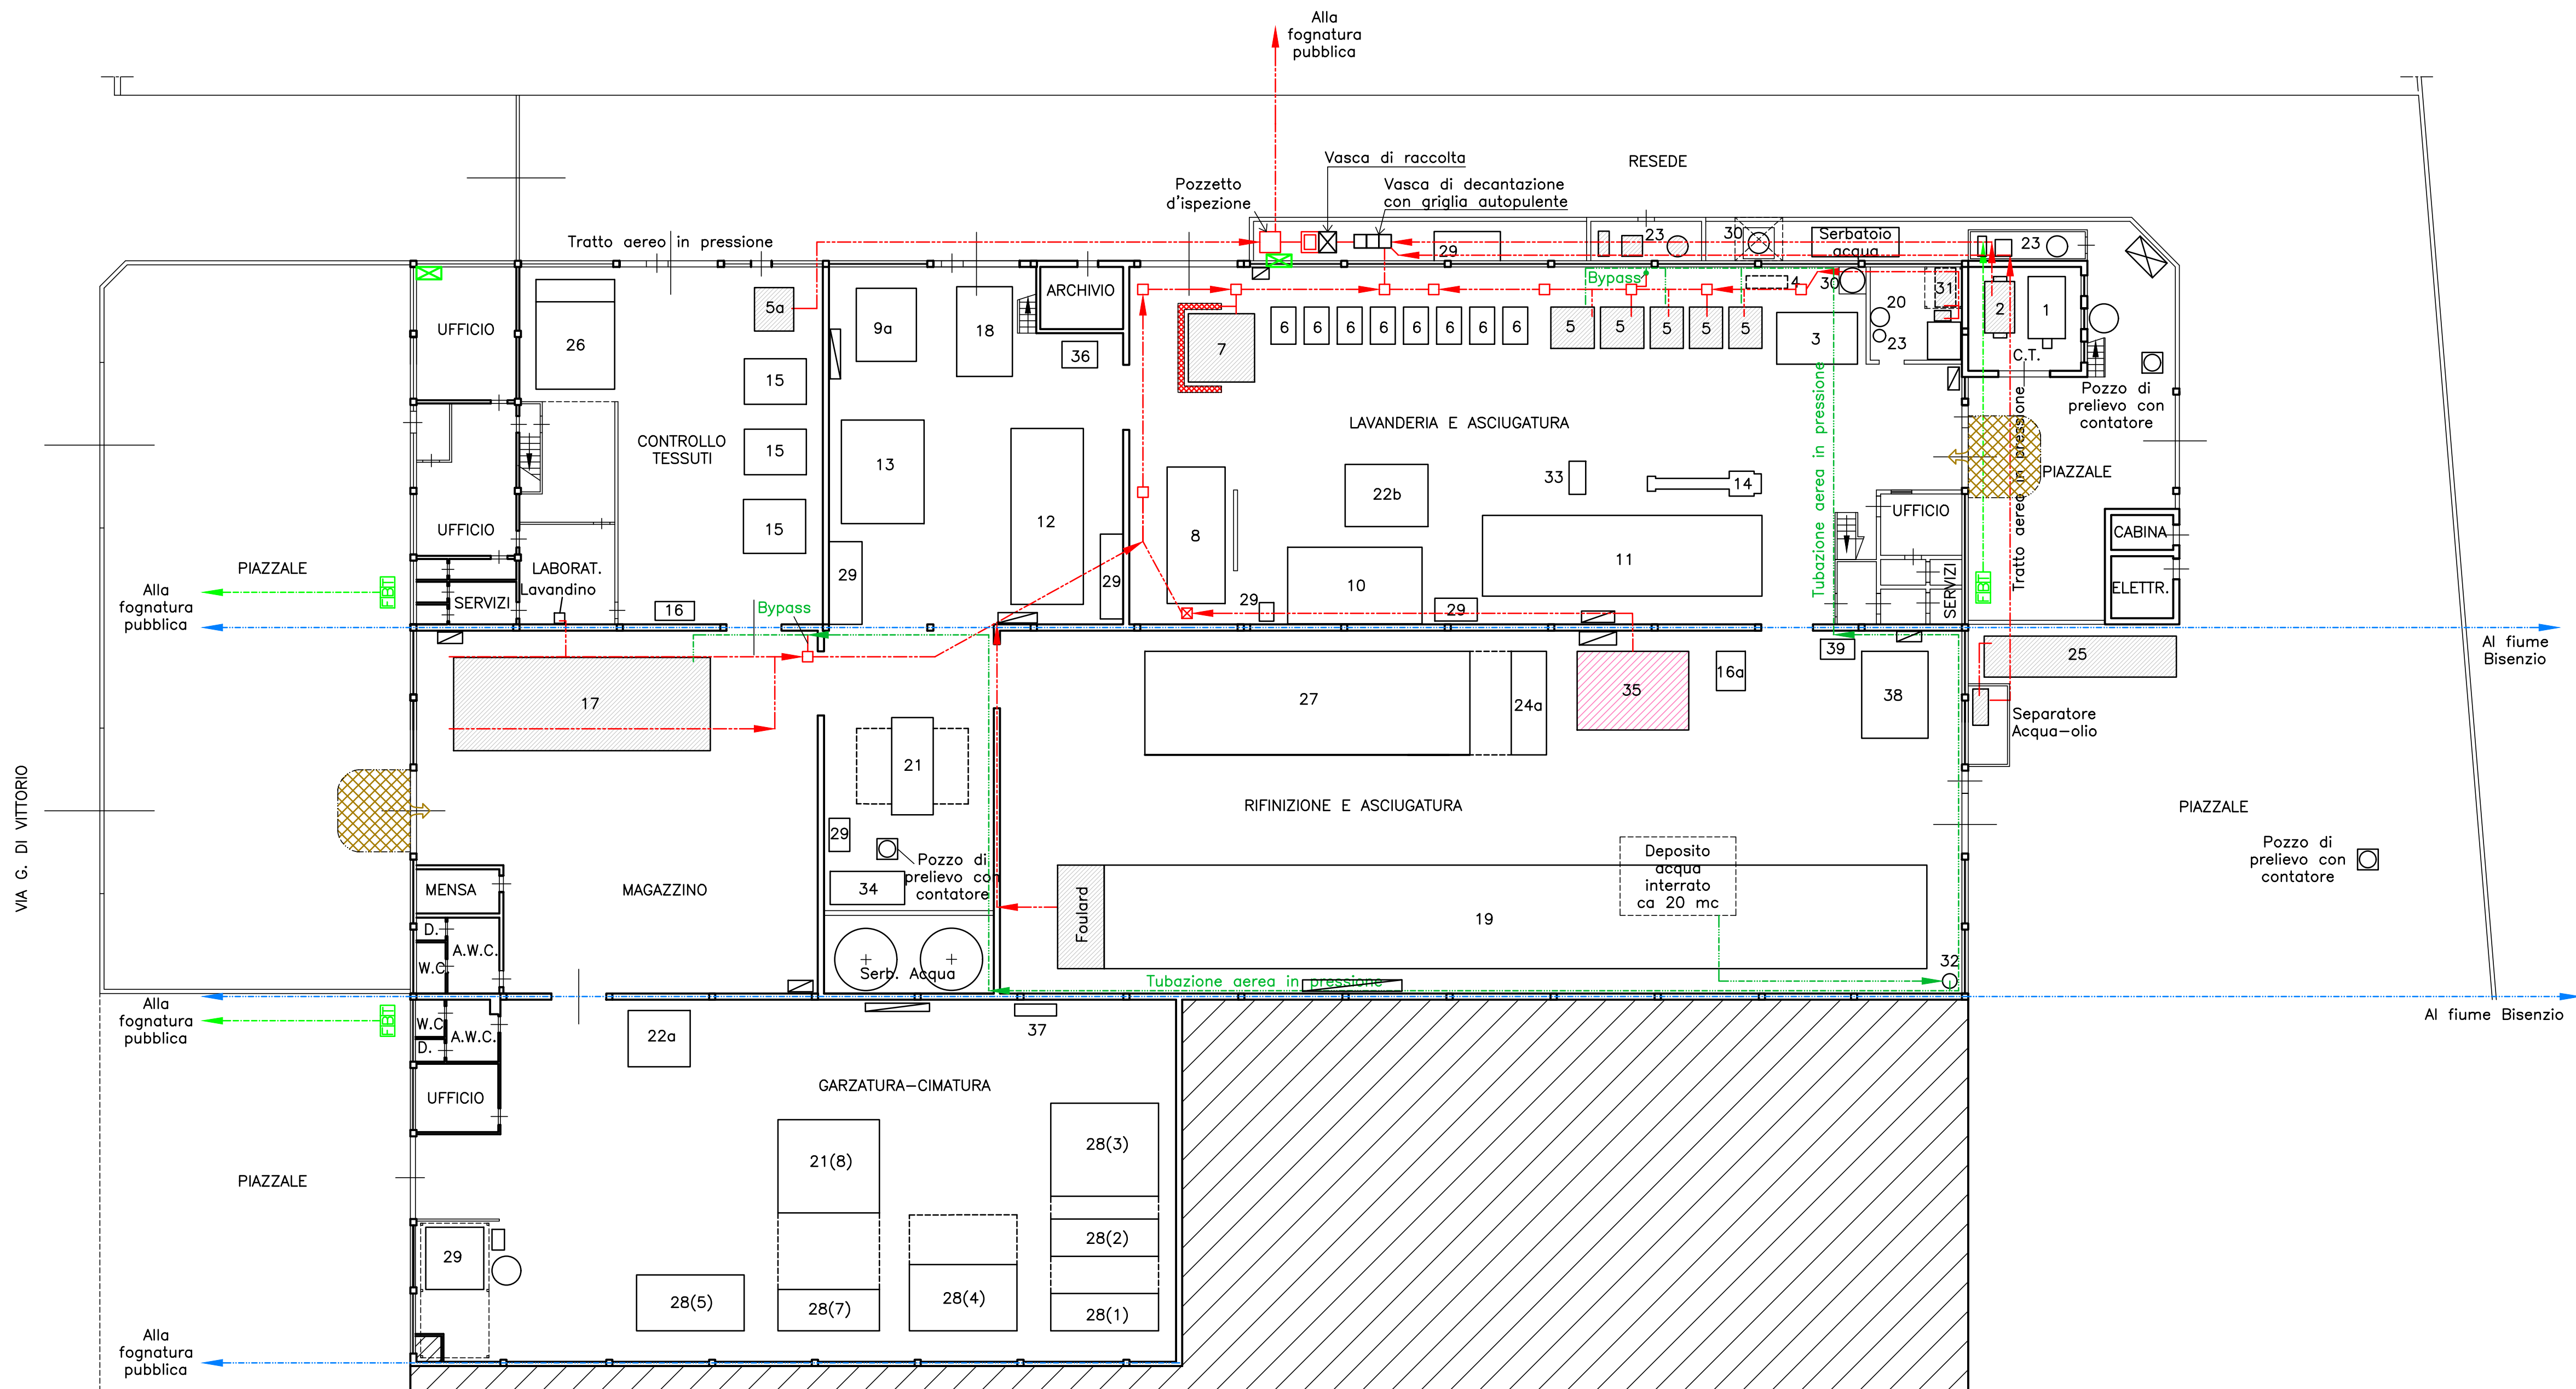 Alla
fognatura
pubblica
Vasca di raccolta
RESEDE
Pozzetto
d'ispezione
Vasca di decantazione
con griglia autopulente
Tratto aereo in pressione
29
23
30
Serbatoio
acqua
23
UFFICIO
26
5a
9a
18
ARCHIVIO
36
7
6
6
6
6
6
6
6
6
Bypass
5
5
5
5
5
4
30
3
20
23
31
2
1
C.T.
Pozzo di
prelievo con
contatore
15
15
15
CONTROLLO
TESSUTI
13
12
LAVANDERIA E ASCIUGATURA
8
22b
33
14
10
11
Tubazione aerea in pressione
Tratto aereo in pressione
PIAZZALE
UFFICIO
CABINA
ELETTR.
SERVIZI
UFFICIO
LABORAT.
Lavandino
SERVIZI
16
29
29
29
29
PIAZZALE
FBIT
FBIT
Alla
fognatura
pubblica
Bypass
Al fiume
Bisenzio
17
21
27
24a
35
16a
39
38
25
Separatore
Acqua-olio
VIA G. DI VITTORIO
29
Pozzo di
prelievo con
contatore
34
RIFINIZIONE E ASCIUGATURA
PIAZZALE
Pozzo di
prelievo con
contatore
MENSA
MAGAZZINO
D.
A.W.C.
W.C.
Serb. Acqua
Foulard
19
Deposito
acqua
interrato
ca 20 mc
32
Tubazione aerea in pressione
Alla
fognatura
pubblica
FBIT
Al fiume Bisenzio
W.C.
A.W.C.
D.
22a
37
UFFICIO
GARZATURA-CIMATURA
PIAZZALE
21(8)
28(3)
28(2)
29
28(5)
28(7)
28(4)
28(1)
Alla
fognatura
pubblica